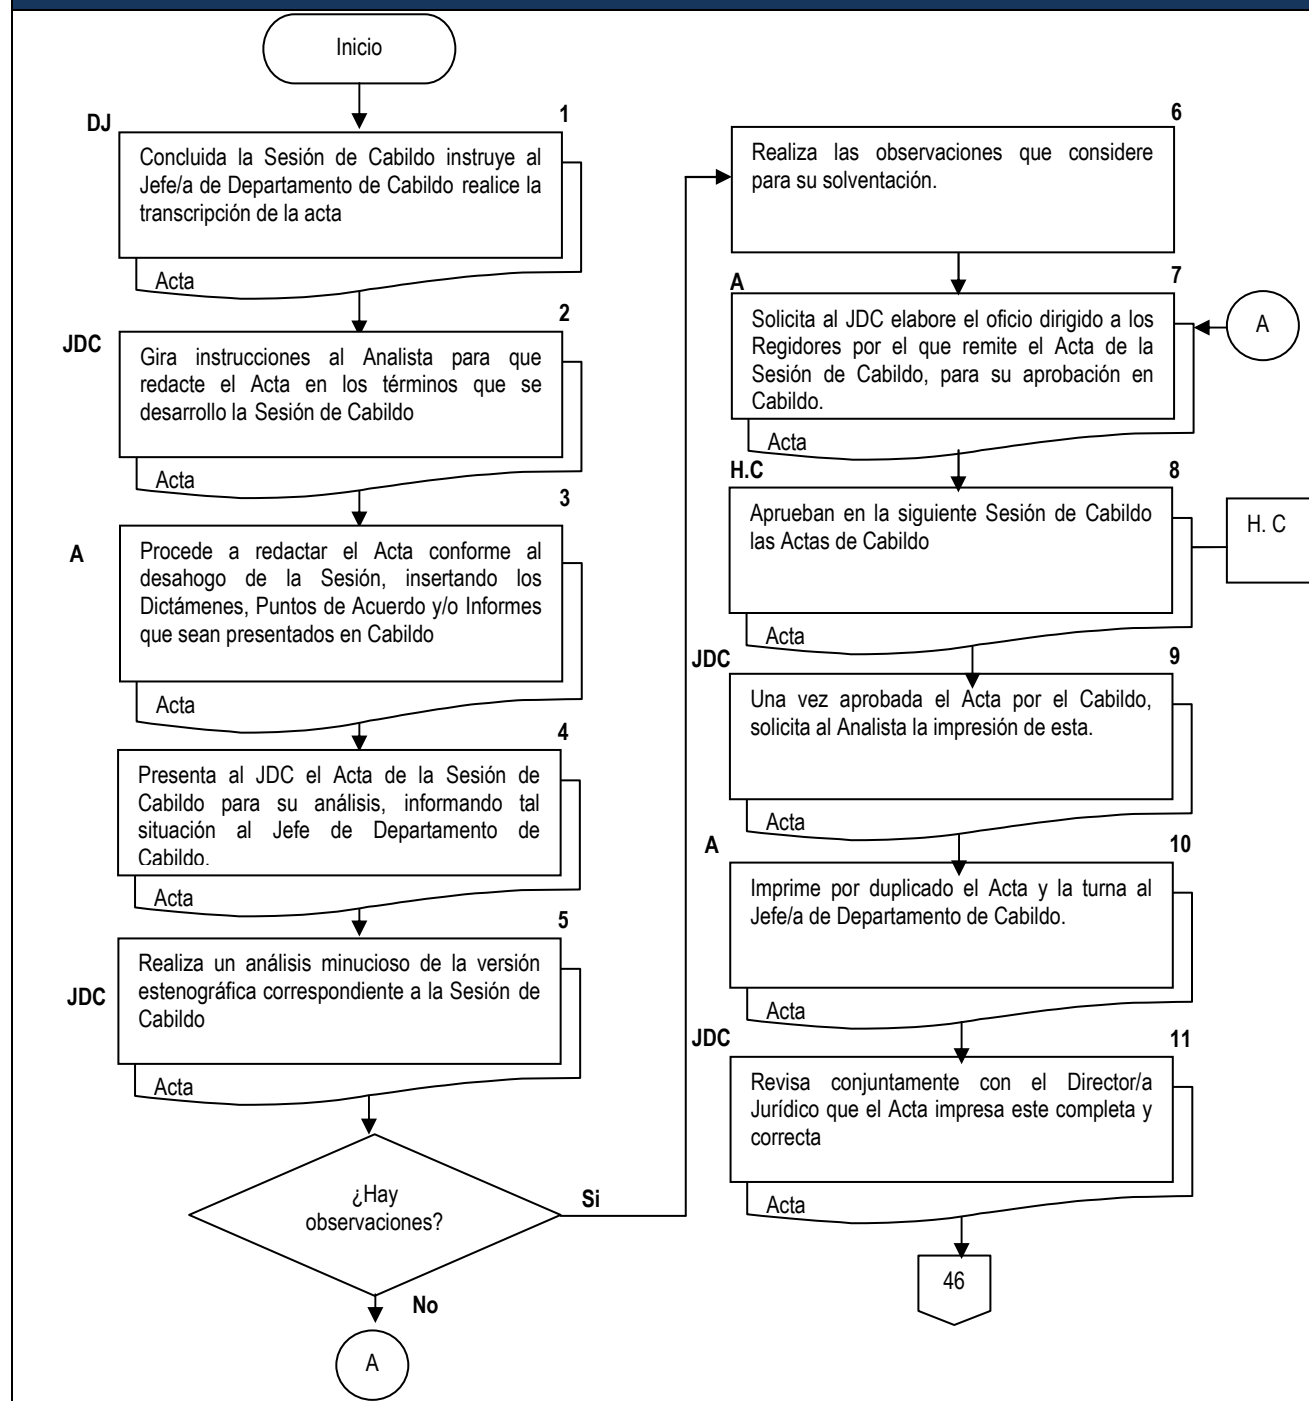 Inicio
DJ
1
Concluida la Sesión de Cabildo instruye al
Jefe/a de Departamento de Cabildo realice la
transcripción de la acta
Acta
JDC
2
Gira instrucciones al Analista para que
redacte el Acta en los términos que se
desarrollo la Sesión de Cabildo
Acta
3
A
Procede a redactar el Acta conforme al
desahogo de la Sesión, insertando los
Dictámenes, Puntos de Acuerdo y/o Informes
que sean presentados en Cabildo
Acta
4
Presenta al JDC el Acta de la Sesión de
Cabildo para su análisis, informando tal
situación al Jefe de Departamento de
Cabildo.
Acta
5
JDC
Realiza un análisis minucioso de la versión
estenográfica correspondiente a la Sesión de
Cabildo
Acta
¿Hay
observaciones?
Si
No
A
6
Realiza las observaciones que considere
para su solventación.
A
7
Solicita al JDC elabore el oficio dirigido a los
Regidores por el que remite el Acta de la
Sesión de Cabildo, para su aprobación en
Cabildo.
Acta
A
H.C
8
Aprueban en la siguiente Sesión de Cabildo
las Actas de Cabildo
Acta
H. C
JDC
9
Una vez aprobada el Acta por el Cabildo,
solicita al Analista la impresión de esta.
Acta
A
10
Imprime por duplicado el Acta y la turna al
Jefe/a de Departamento de Cabildo.
Acta
JDC
11
Revisa conjuntamente con el Director/a
Jurídico que el Acta impresa este completa y
correcta
Acta
46